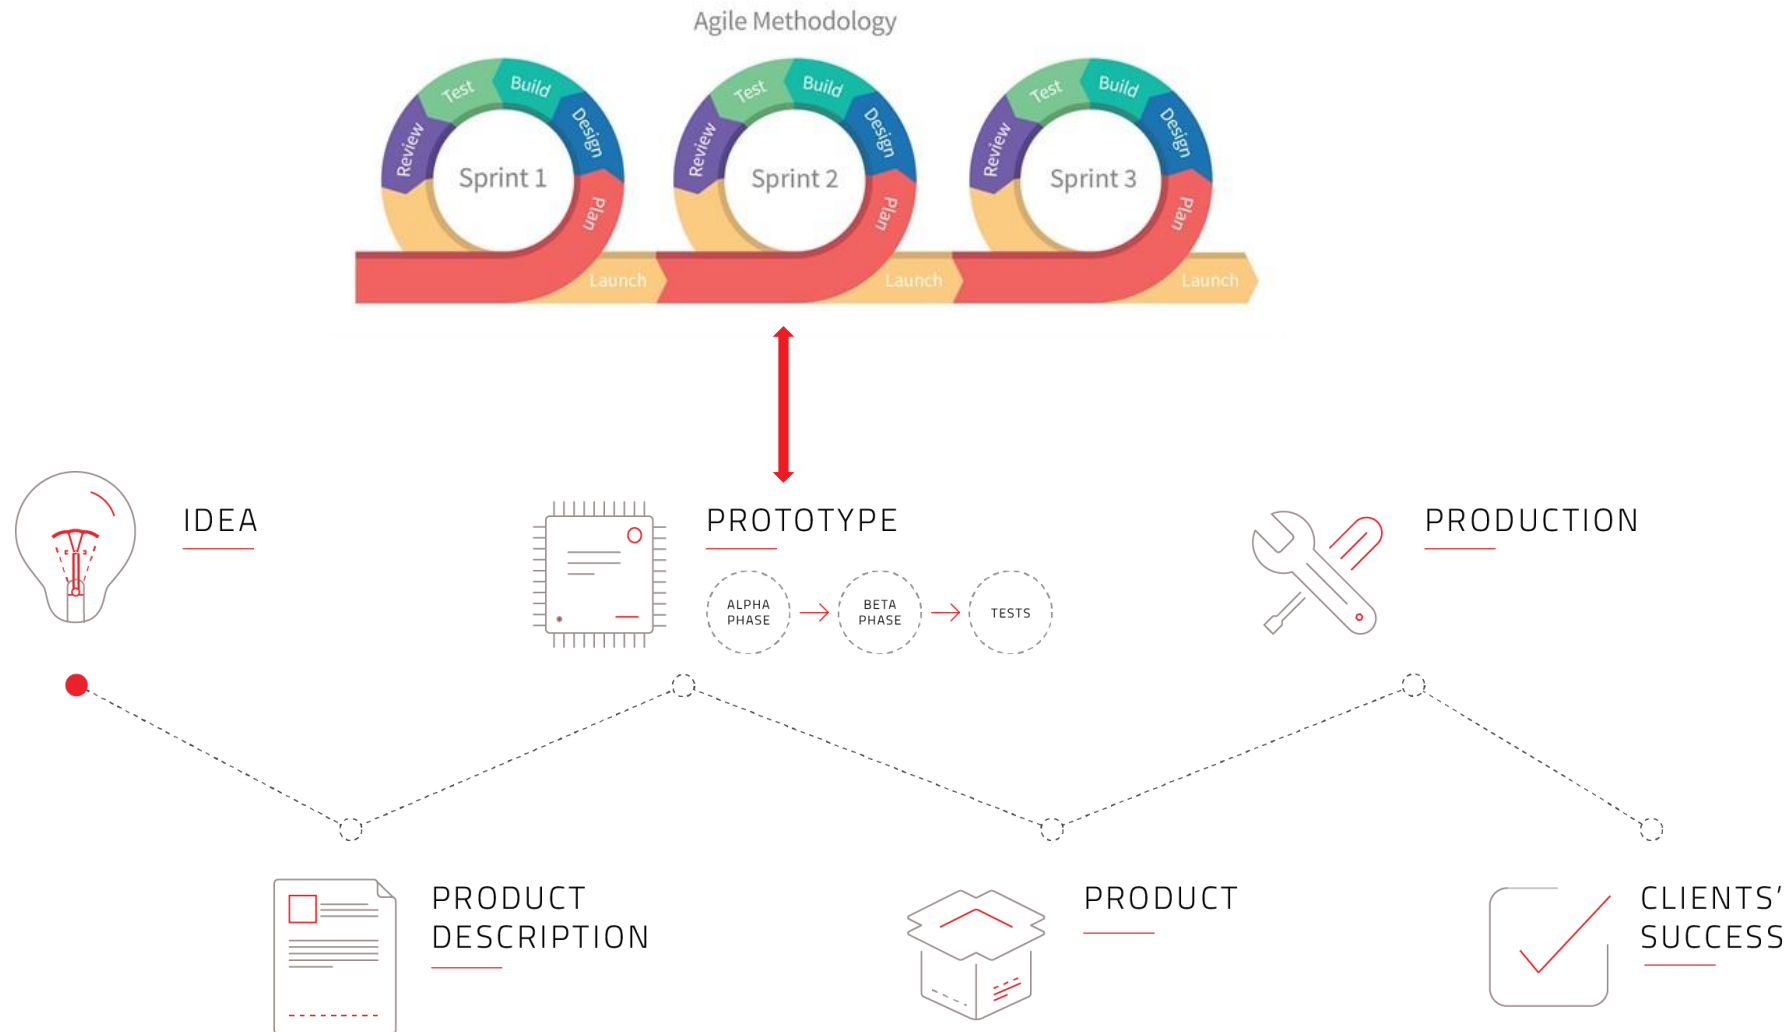 Agile Methodology
Test
Build
Design
Review
Sprint 1
Plan
Launch
Test
Build
Design
Review
Sprint 2
Plan
Launch
Test
Build
Design
Review
Sprint 3
Plan
Launch
IDEA
PROTOTYPE
ALPHA
PHASE
BETA
PHASE
TESTS
PRODUCTION
PRODUCT
DESCRIPTION
PRODUCT
CLIENTS’
SUCCESS